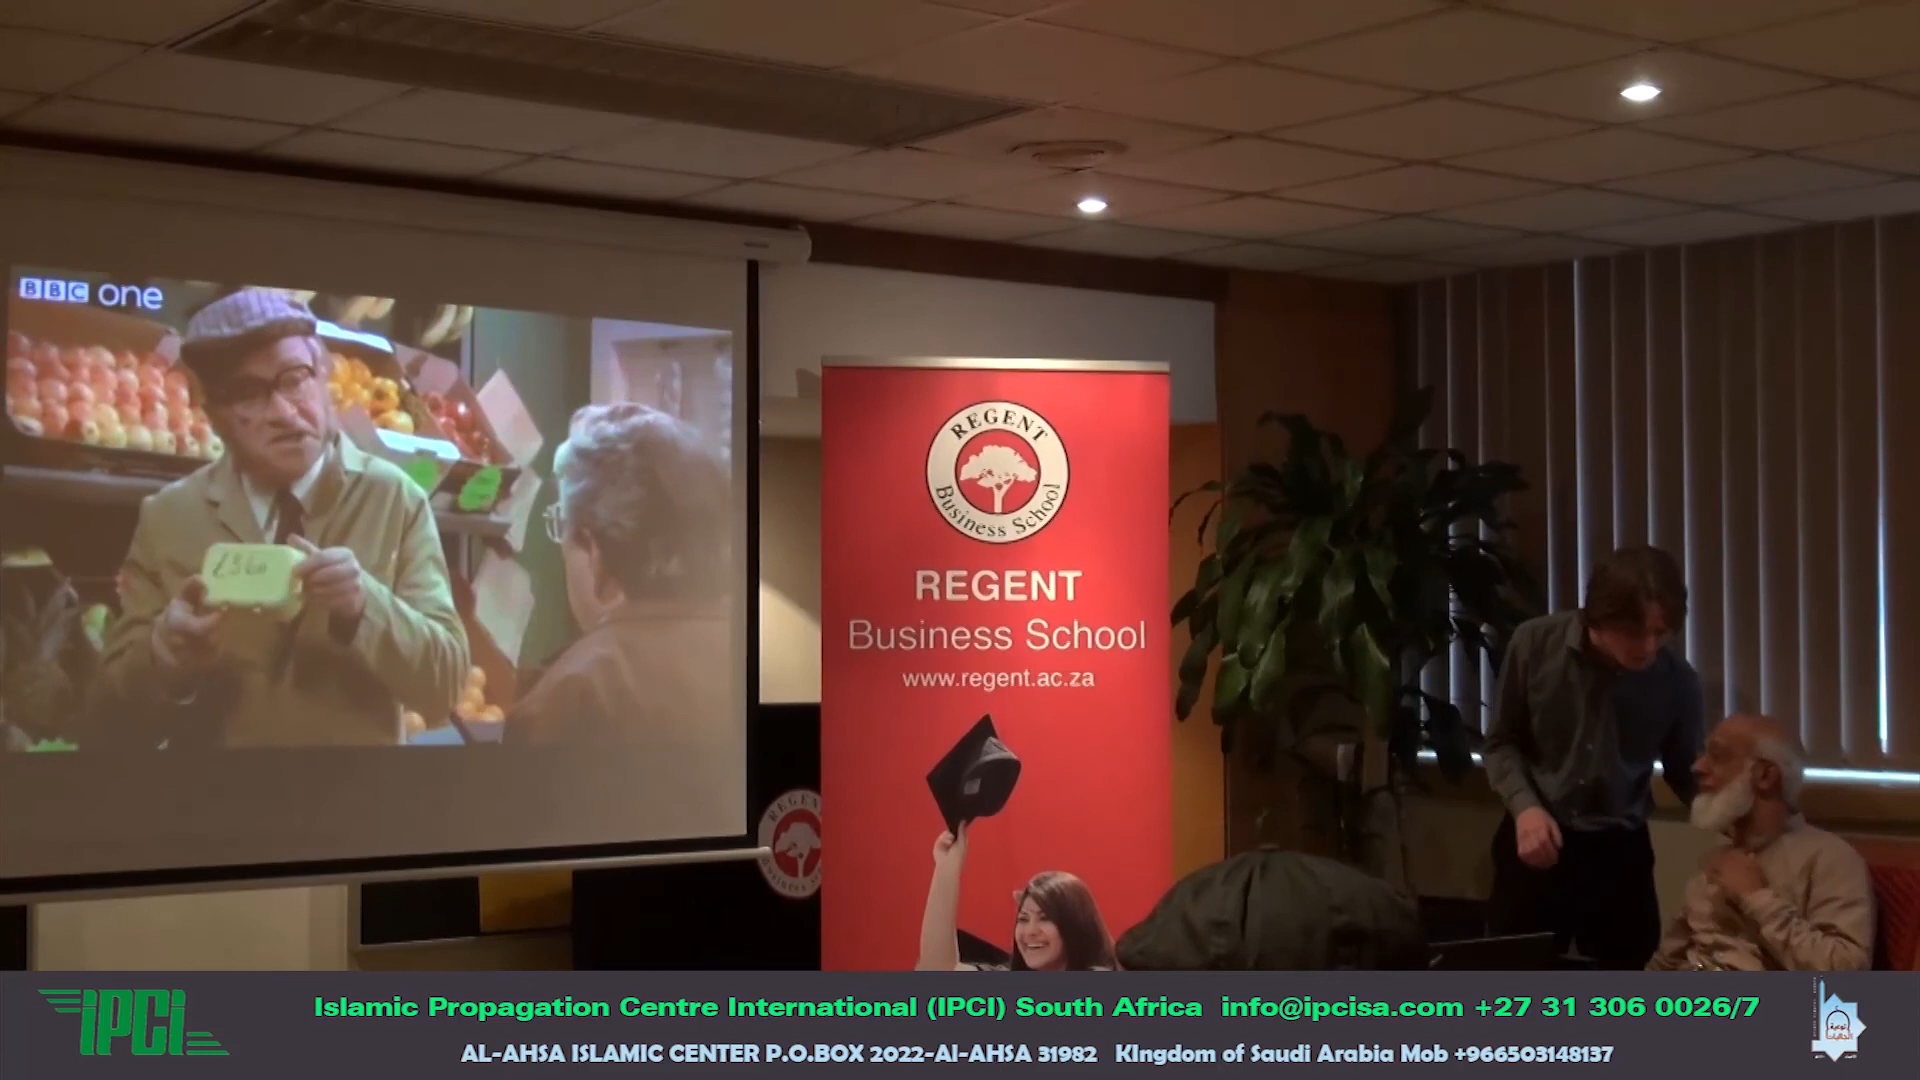 BBC one
REGENT
Business School
REGENT
Business School
www.regent.ac.za
IPCI
Islamic Propagation Centre International (IPCI) South Africa info@ipcisa.com +27 31 306 0026/7
AL-AHSA ISLAMIC CENTER P.O.BOX 2022-Al-AHSA 31982 KIngdom of Saudi Arabia Mob +966503148137